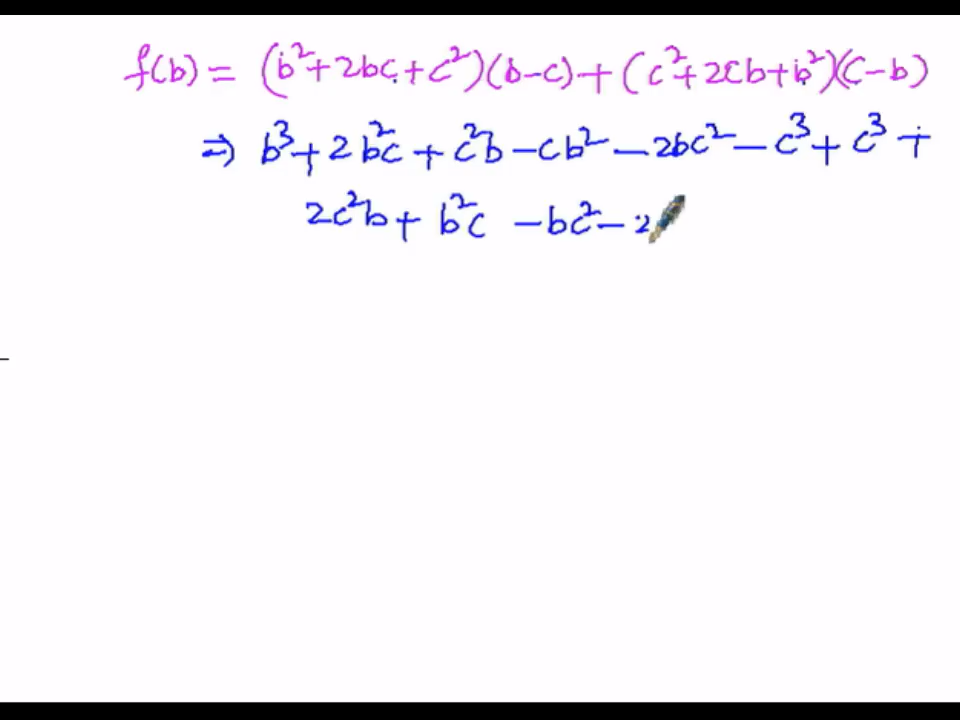 f(b) = (b²+2bc+c²)(b-c)+(c²+2cb+b²)(c-b)
⇒ b³+2b²c+c²b-cb²-2bc²-c³+c³+
2c²b+b²c-bc²-2